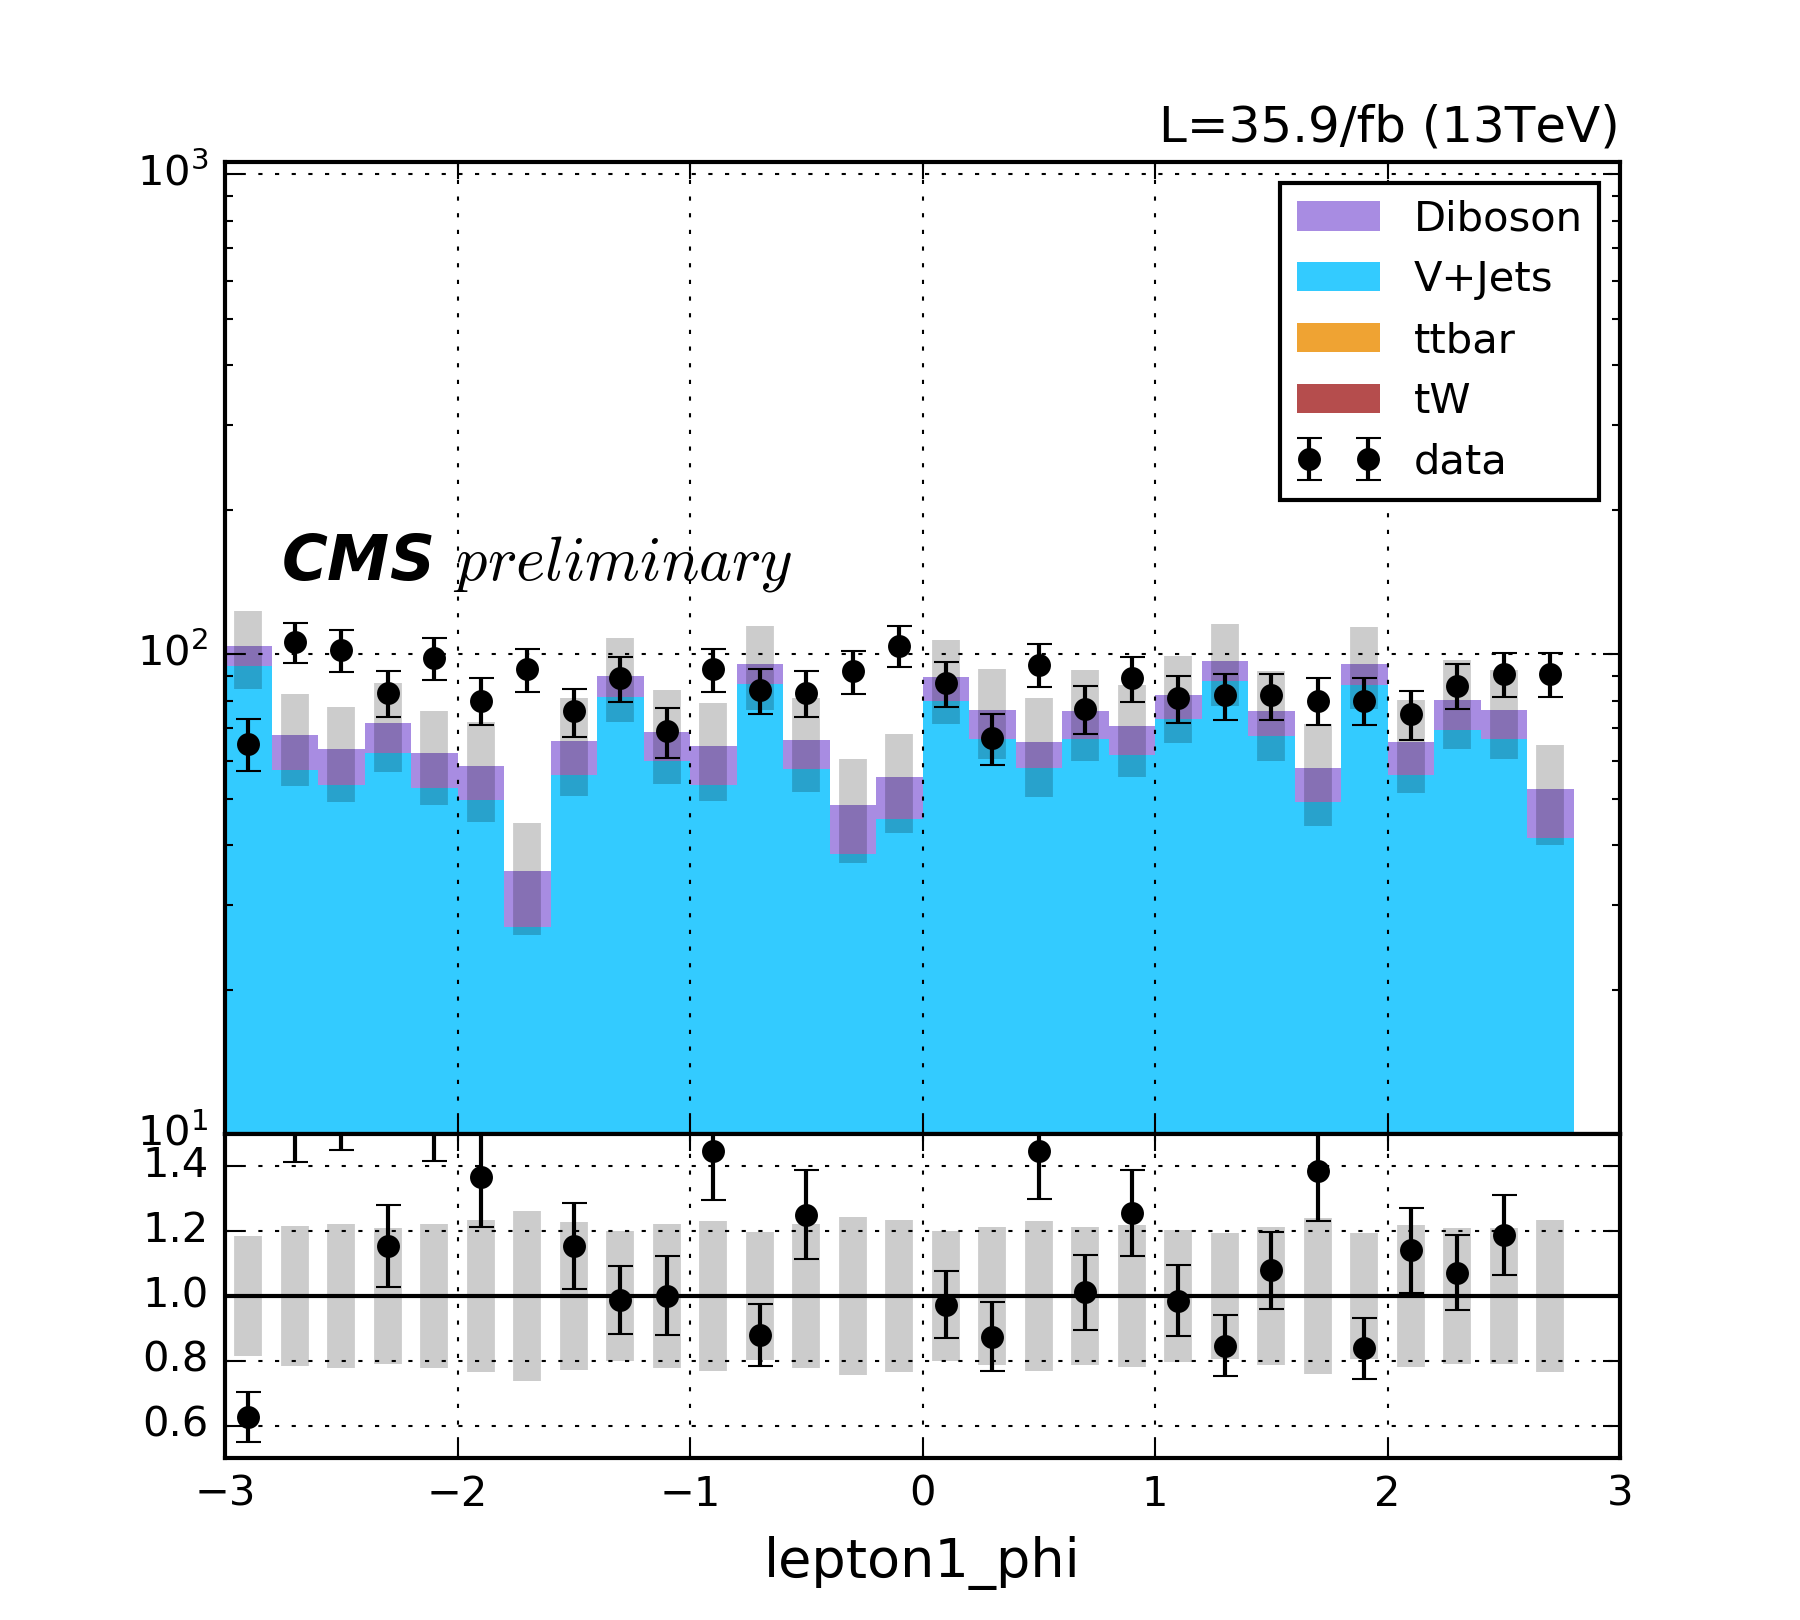 L=35.9/fb (13TeV)
10³
Diboson
V+Jets
ttbar
tW
data
CMS preliminary
10²
10¹
1.4
1.2
1.0
0.8
0.6
−3 −2 −1 0 1 2 3
lepton1_phi